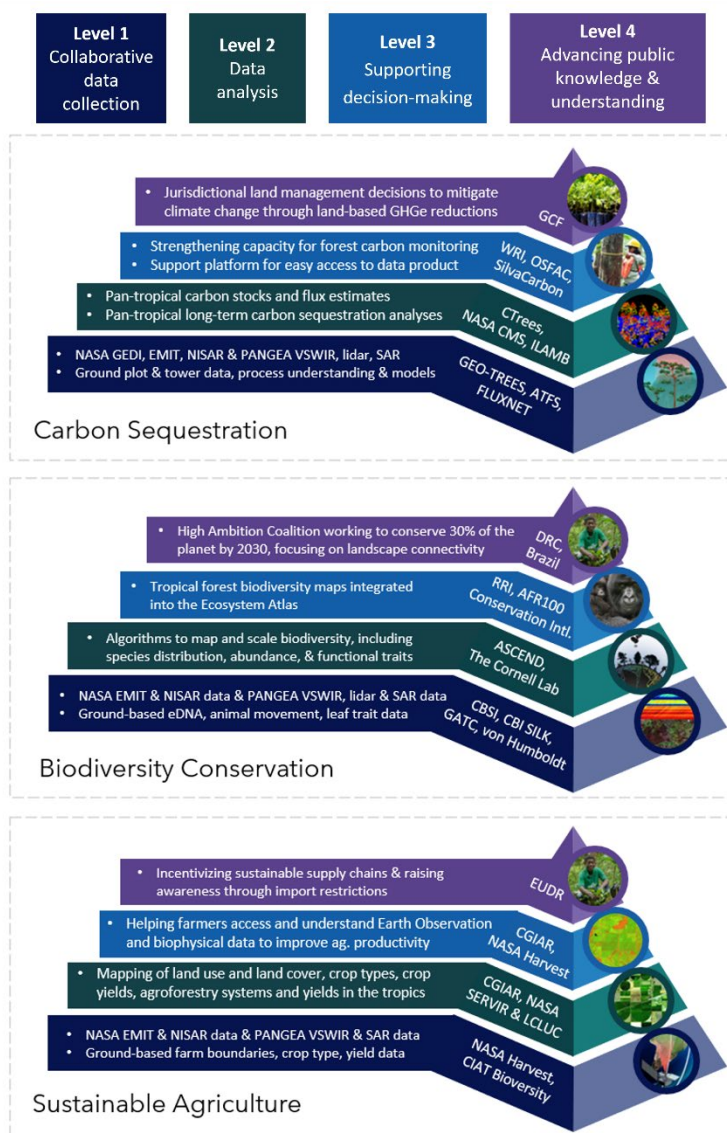 Level 1
Collaborative
data
collection
Level 2
Data
analysis
Level 3
Supporting
decision-making
Level 4
Advancing public
knowledge &
understanding
• Jurisdictional land management decisions to mitigate
climate change through land-based GHGe reductions
GCF
• Strengthening capacity for forest carbon monitoring
• Support platform for easy access to data product
WRI, OSFAC,
SilvaCarbon
• Pan-tropical carbon stocks and flux estimates
• Pan-tropical long-term carbon sequestration analyses
CTrees,
NASA CMS, ILAMB
• NASA GEDI, EMIT, NISAR & PANGEA VSWIR, lidar, SAR
• Ground plot & tower data, process understanding & models
GEO-TREES, ATFS,
FLUXNET
Carbon Sequestration
• High Ambition Coalition working to conserve 30% of the
planet by 2030, focusing on landscape connectivity
DRC,
Brazil
• Tropical forest biodiversity maps integrated
into the Ecosystem Atlas
RRI, AFR100
Conservation Intl.
• Algorithms to map and scale biodiversity, including
species distribution, abundance, & functional traits
ASCEND,
The Cornell Lab
• NASA EMIT & NISAR data & PANGEA VSWIR, lidar & SAR data
• Ground-based eDNA, animal movement, leaf trait data
CBSI, CBI SILK,
GATC, von Humboldt
Biodiversity Conservation
• Incentivizing sustainable supply chains & raising
awareness through import restrictions
EUDR
• Helping farmers access and understand Earth Observation
and biophysical data to improve ag. productivity
CGIAR,
NASA Harvest
• Mapping of land use and land cover, crop types, crop
yields, agroforestry systems and yields in the tropics
CGIAR, NASA
SERVIR & LCLUC
• NASA EMIT & NISAR data & PANGEA VSWIR & SAR data
• Ground-based farm boundaries, crop type, yield data
NASA Harvest,
CIAT Bioversity
Sustainable Agriculture